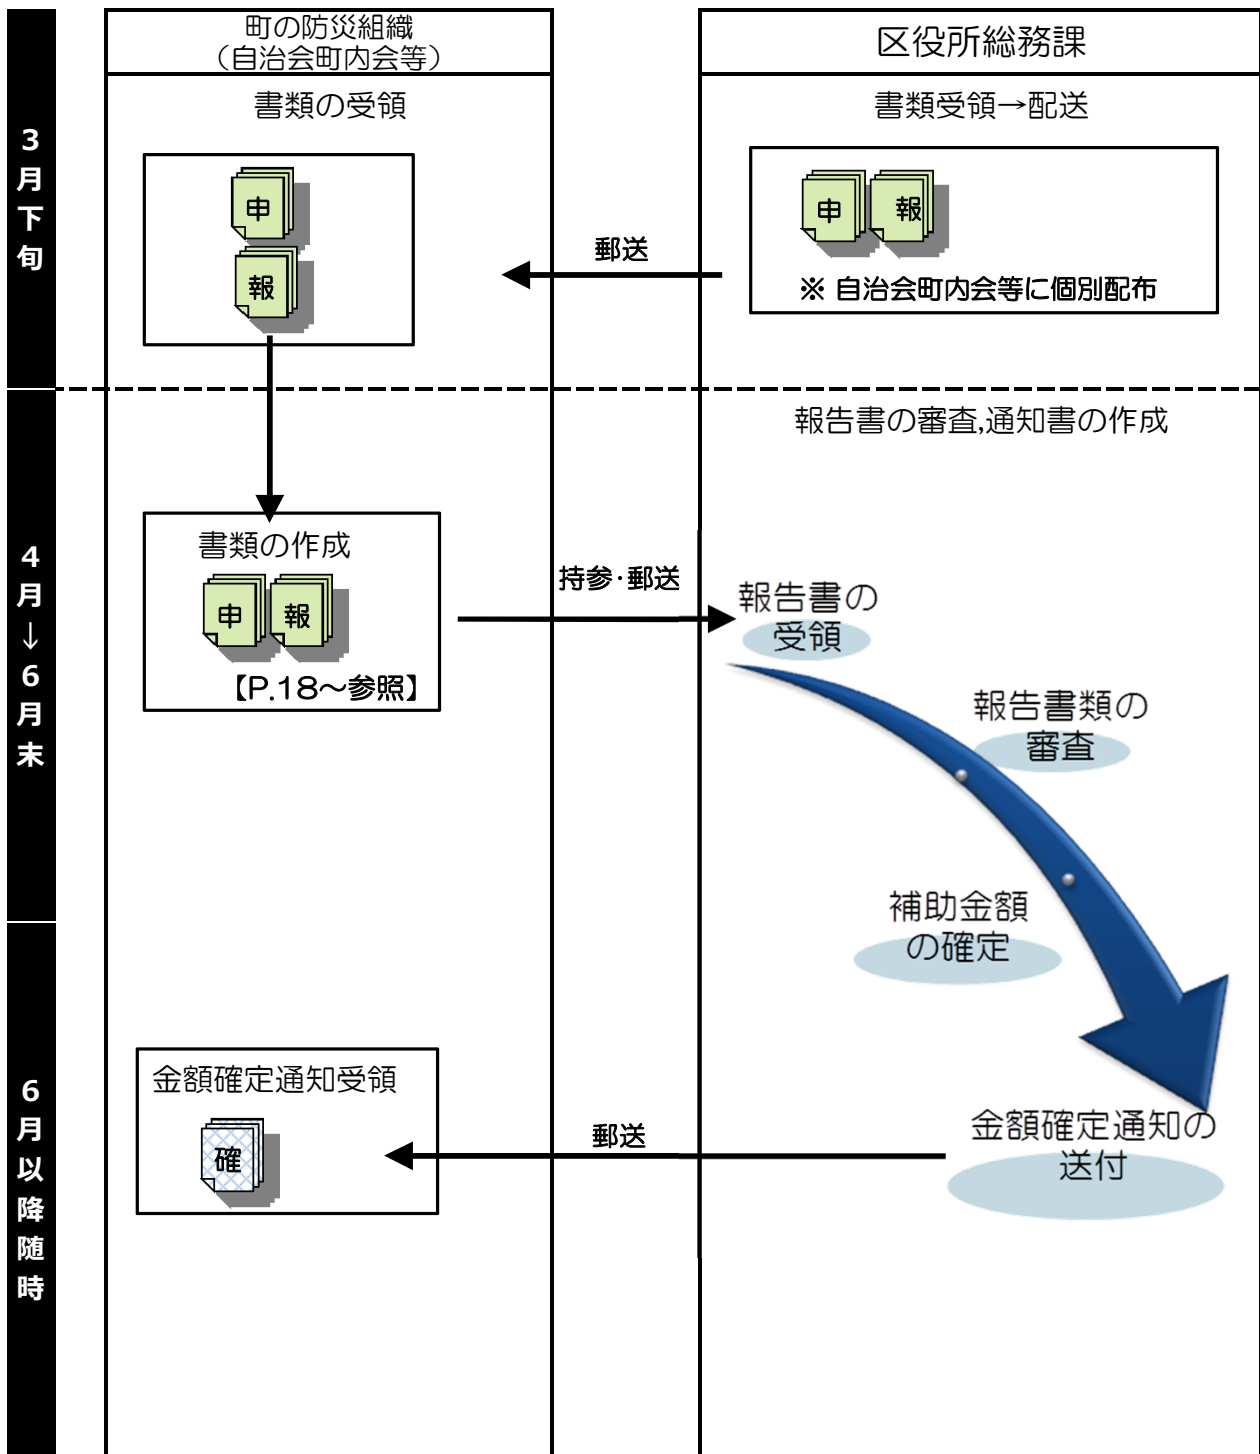 町の防災組織
（自治会町内会等）
区役所総務課
3月下旬
書類の受領
書類受領→配送
申
報
申
報
※ 自治会町内会等に個別配布
郵送
4月↓6月末
報告書の審査,通知書の作成
書類の作成
申
報
【P.18～参照】
持参・郵送
報告書の
受領
報告書類の
審査
補助金額
の確定
6月以降随時
金額確定通知受領
確
郵送
金額確定通知の
送付